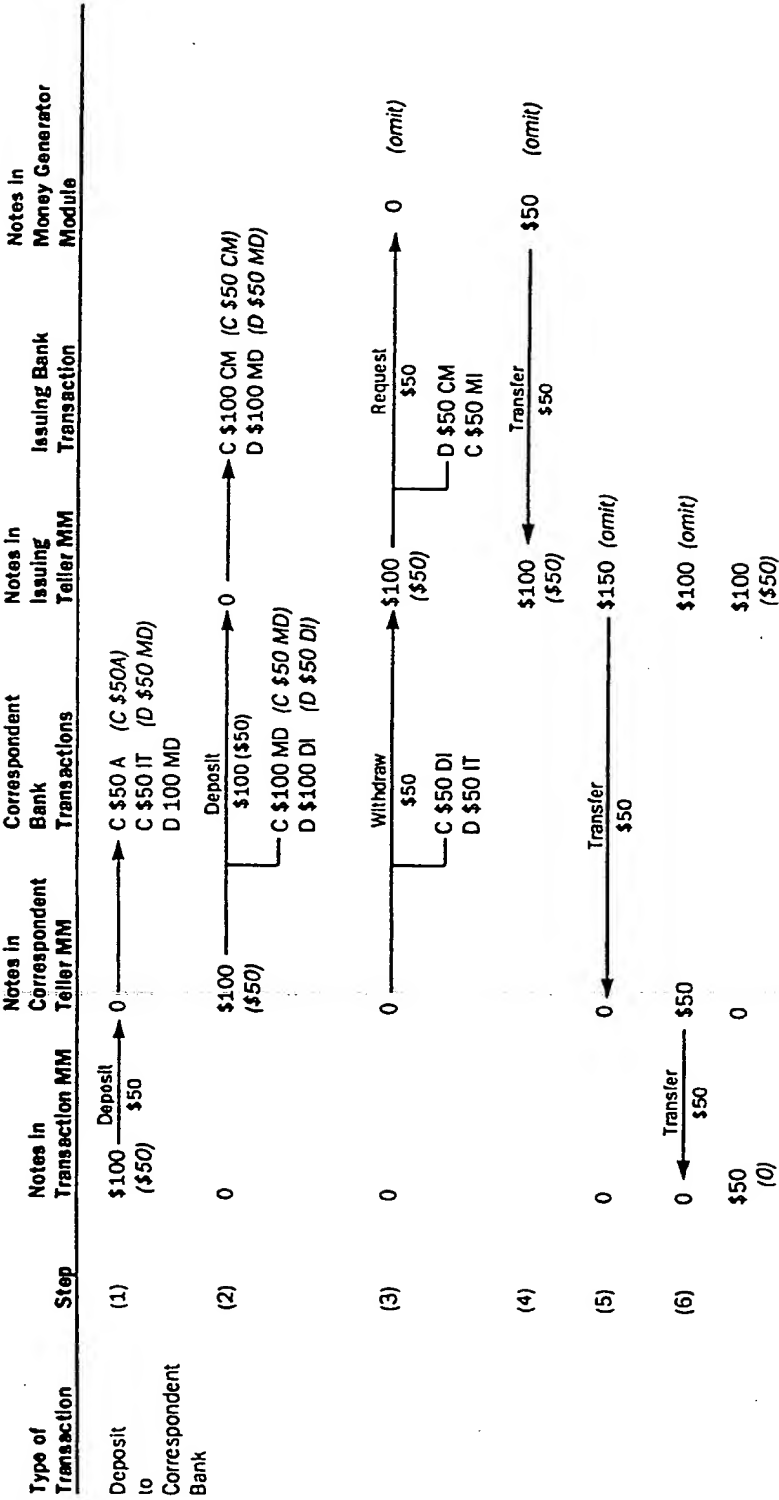 Type of
Transaction
Step
Notes in
Transaction MM
Notes in
Correspondent
Teller MM
Correspondent
Bank
Transactions
Notes in
Issuing
Teller MM
Issuing Bank
Transaction
Notes in
Money Generator
Module
Deposit
to
Correspondent
Bank
(1)
$100
($50)
Deposit
$50
0
C $50 A (C $50A)
C $50 IT (D $50 MD)
D 100 MD
(2)
0
$100
($50)
Deposit
$100 ($50)
C $100 MD (C $50 MD)
D $100 DI (D $50 DI)
0
C $100 CM (C $50 CM)
D $100 MD (D $50 MD)
(3)
0
0
Withdraw
$50
C $50 DI
D $50 IT
$100
($50)
Request
$50
D $50 CM
C $50 MI
0 (omit)
(4)
$100
($50)
Transfer
$50
$50 (omit)
(5)
0
0
Transfer
$50
$150 (omit)
(6)
0
Transfer
$50
$50
$100 (omit)
$50
(0)
0
$100
($50)